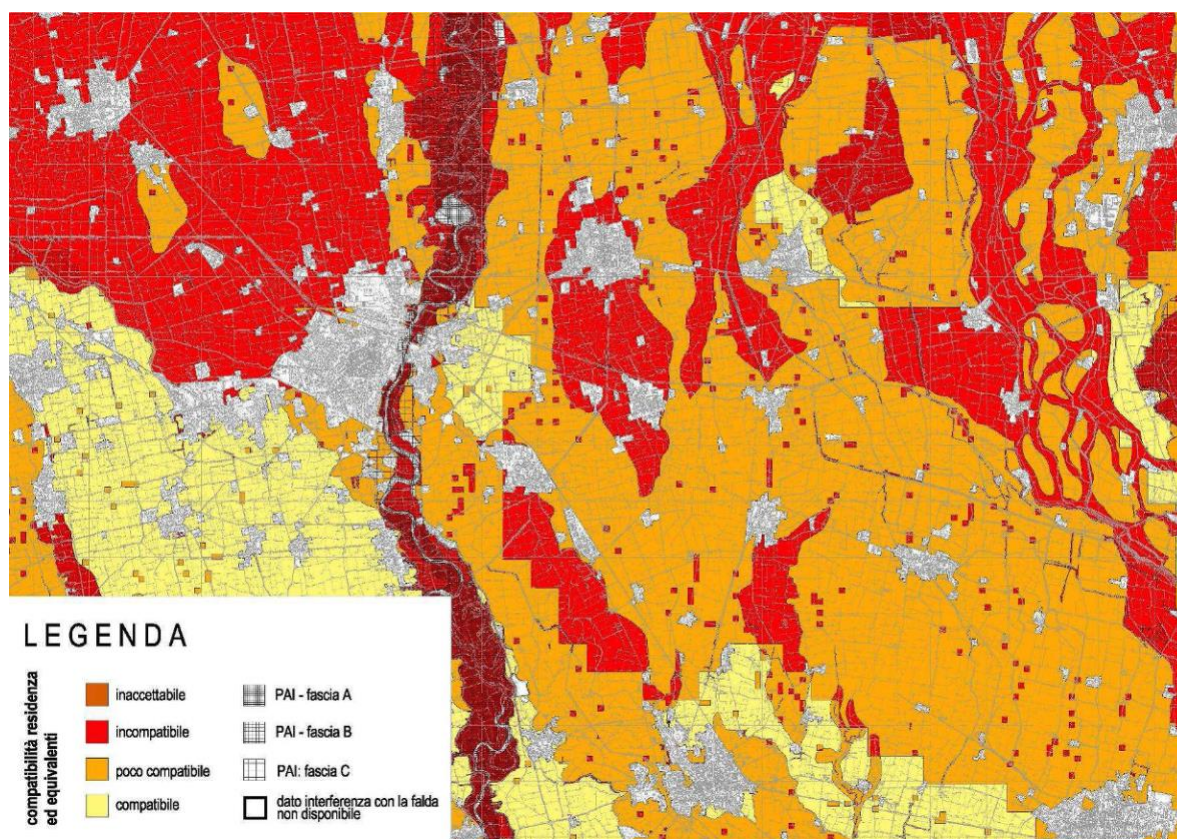 LEGENDA
compatibilità residenza
ed equivalenti
inaccettabile
incompatibile
poco compatibile
compatibile
PAI - fascia A
PAI - fascia B
PAI: fascia C
dato interferenza con la falda
non disponibile